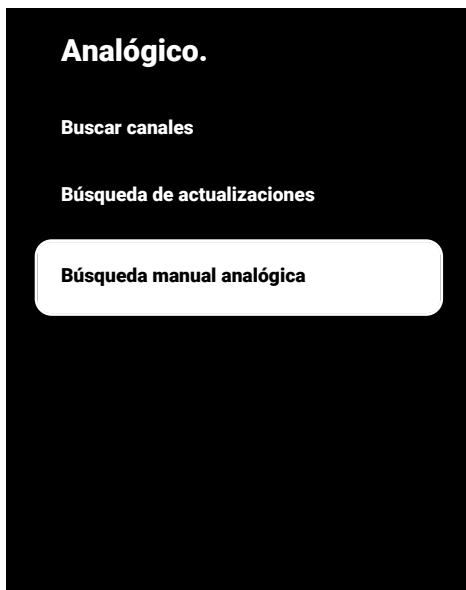 Analógico.
Buscar canales
Búsqueda de actualizaciones
Búsqueda manual analógica